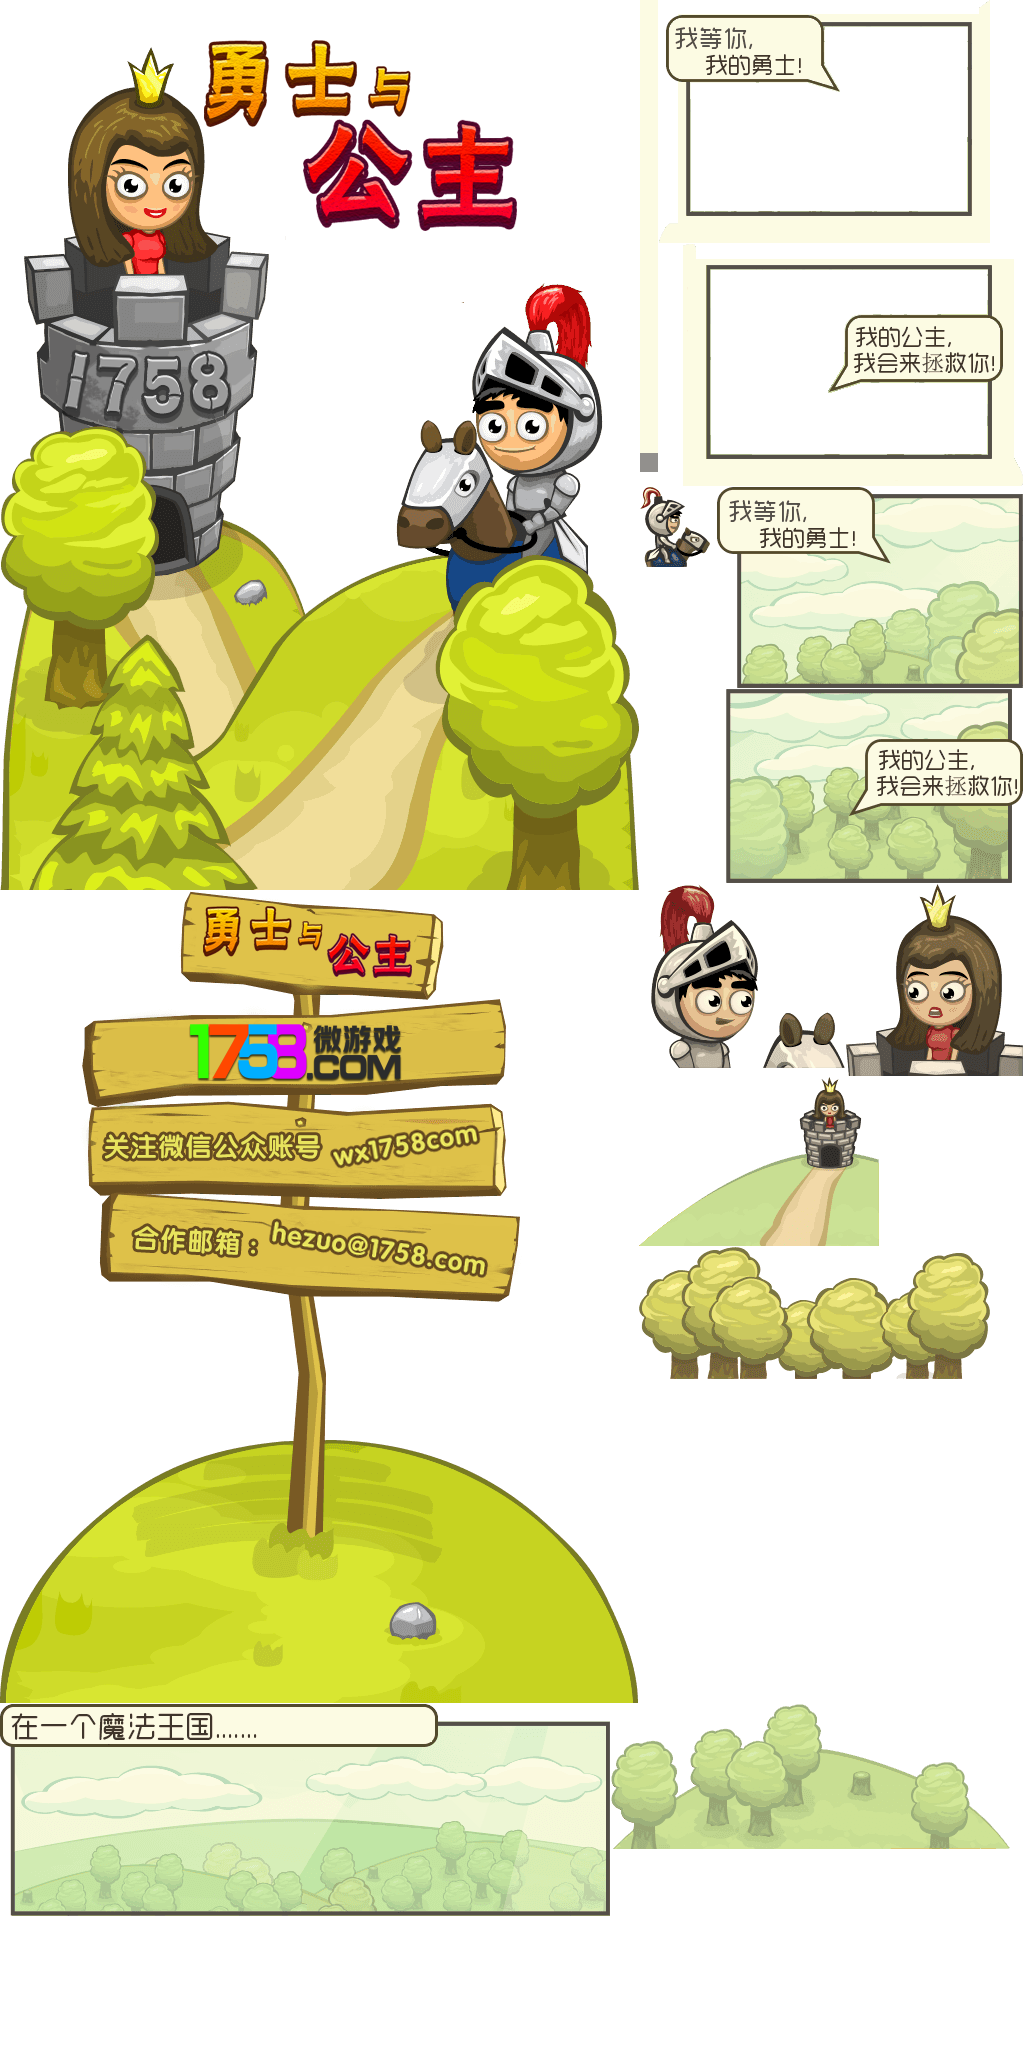 勇士与
公主
1758
我等你,
我的勇士!
我的公主,
我会来拯救你!
我等你,
我的勇士!
我的公主,
我会来拯救你!
勇士与
公主
1758微游戏
.COM
关注微信公众账号 wx1758com
合作邮箱：hezuo@1758.com
在一个魔法王国.......